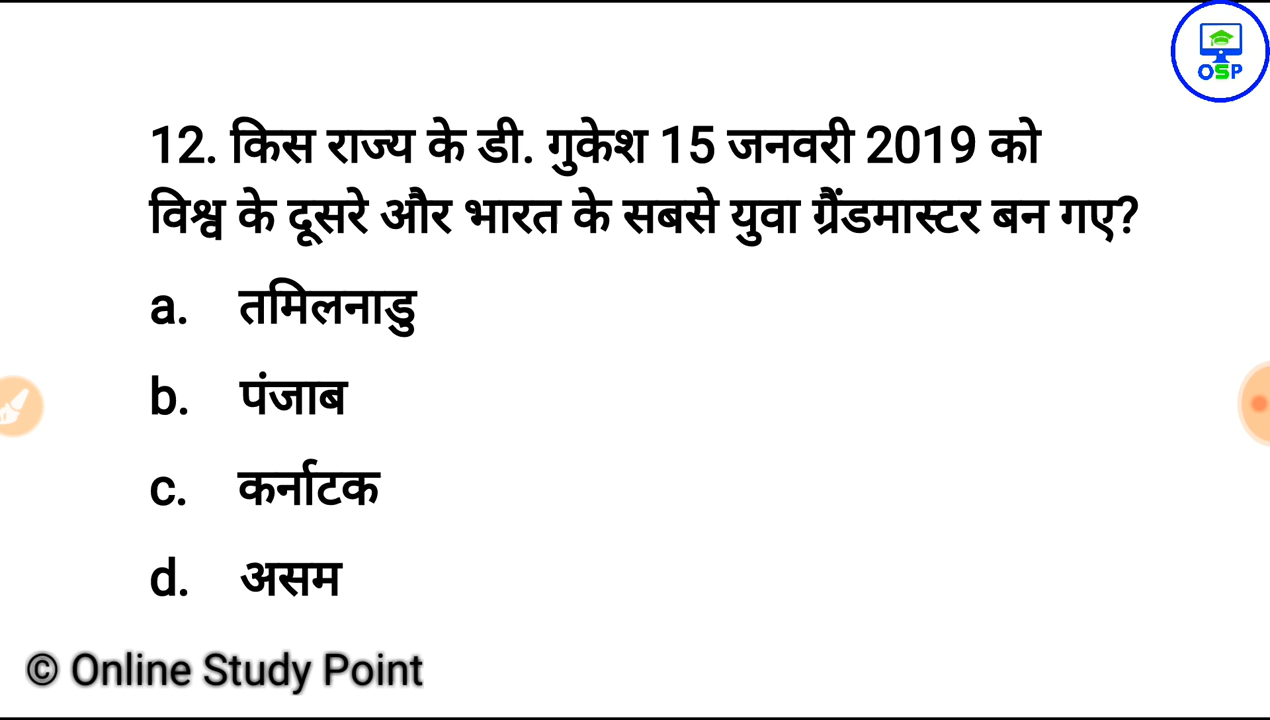 OSP
12. किस राज्य के डी. गुकेश 15 जनवरी 2019 को
विश्व के दूसरे और भारत के सबसे युवा ग्रैंडमास्टर बन गए?
a. तमिलनाडु
b. पंजाब
c. कर्नाटक
d. असम
© Online Study Point